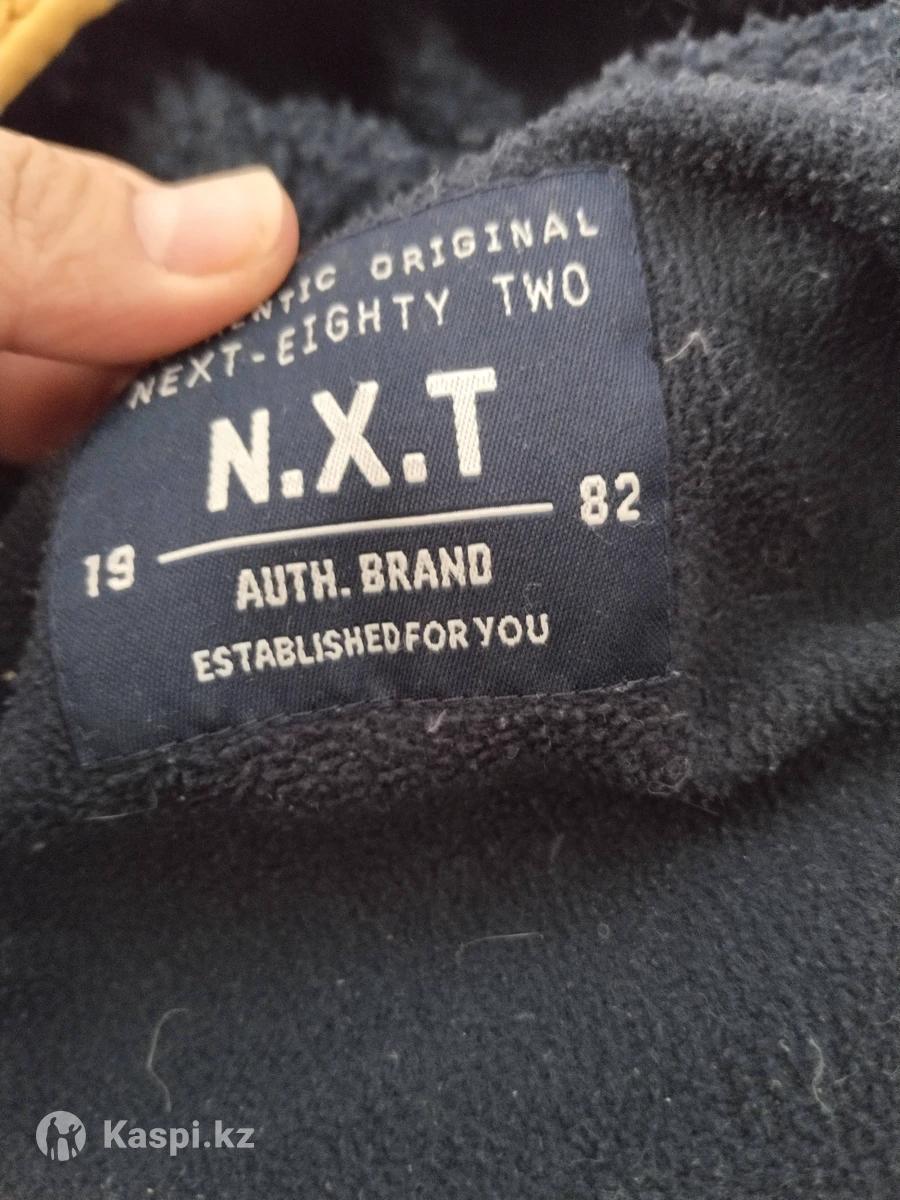 ORIGINAL
NEXT-EIGHTY TWO
N.X.T
19 82
AUTH. BRAND
ESTABLISHED FOR YOU
Kaspi.kz